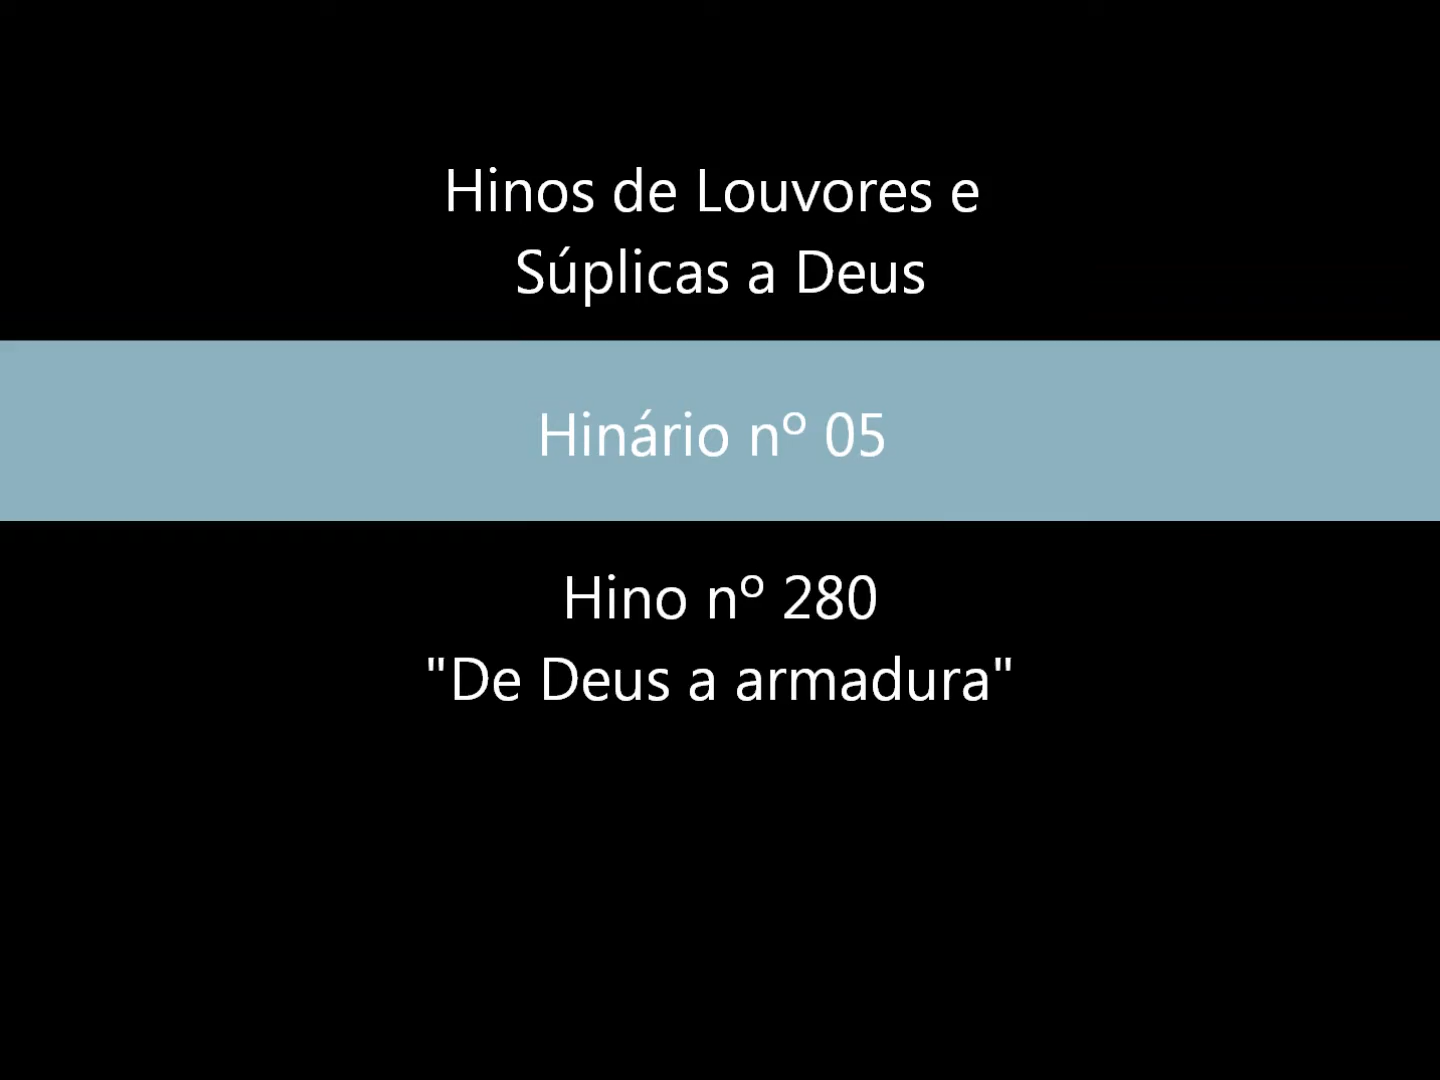 Hinos de Louvores e
Súplicas a Deus
Hinário nº 05
Hino nº 280
"De Deus a armadura"